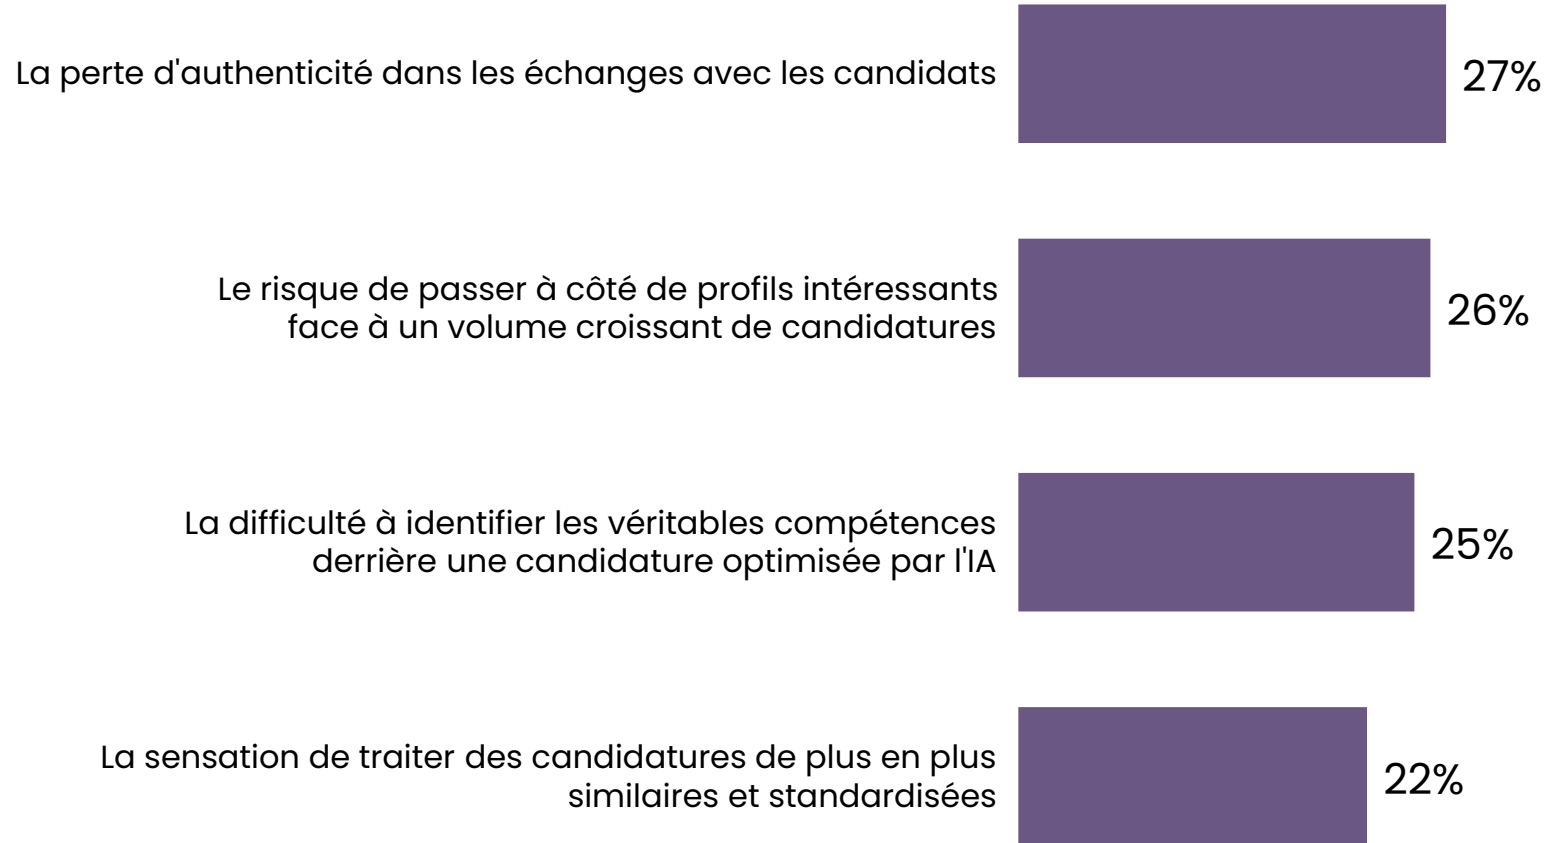 La perte d'authenticité dans les échanges avec les candidats
27%
Le risque de passer à côté de profils intéressants
face à un volume croissant de candidatures
26%
La difficulté à identifier les véritables compétences
derrière une candidature optimisée par l'IA
25%
La sensation de traiter des candidatures de plus en plus
similaires et standardisées
22%